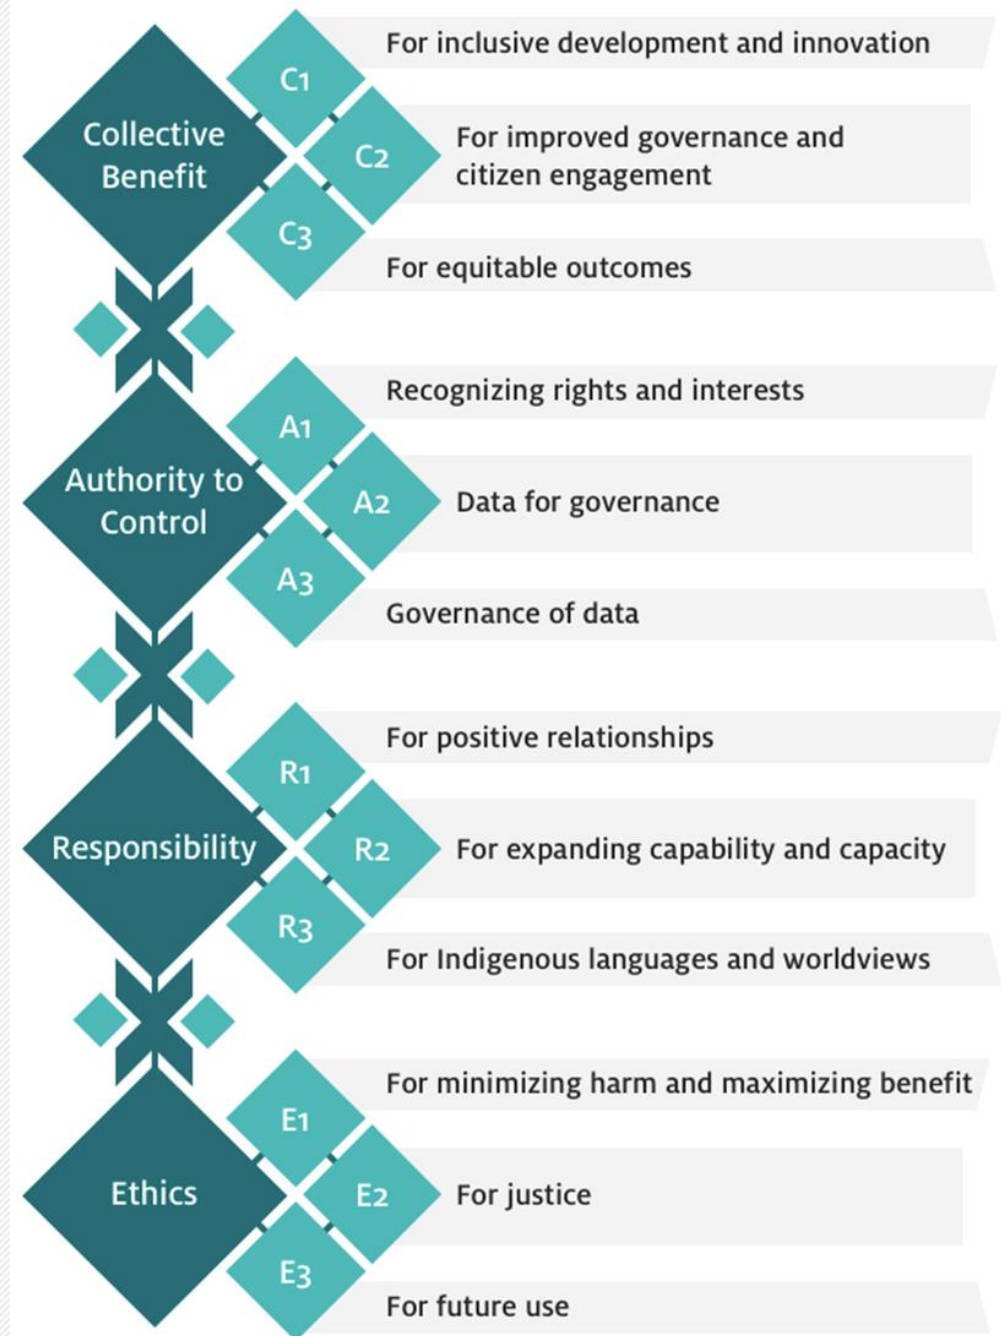 Collective
Benefit
C1
For inclusive development and innovation
C2
For improved governance and
citizen engagement
C3
For equitable outcomes
Authority to
Control
A1
Recognizing rights and interests
A2
Data for governance
A3
Governance of data
Responsibility
R1
For positive relationships
R2
For expanding capability and capacity
R3
For Indigenous languages and worldviews
Ethics
E1
For minimizing harm and maximizing benefit
E2
For justice
E3
For future use